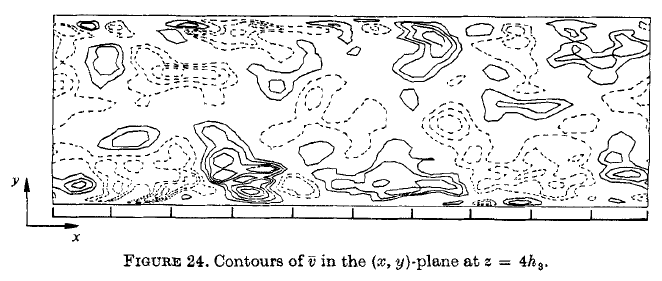 y
x
FIGURE 24. Contours of v̄ in the (x, y)-plane at z = 4h₃.